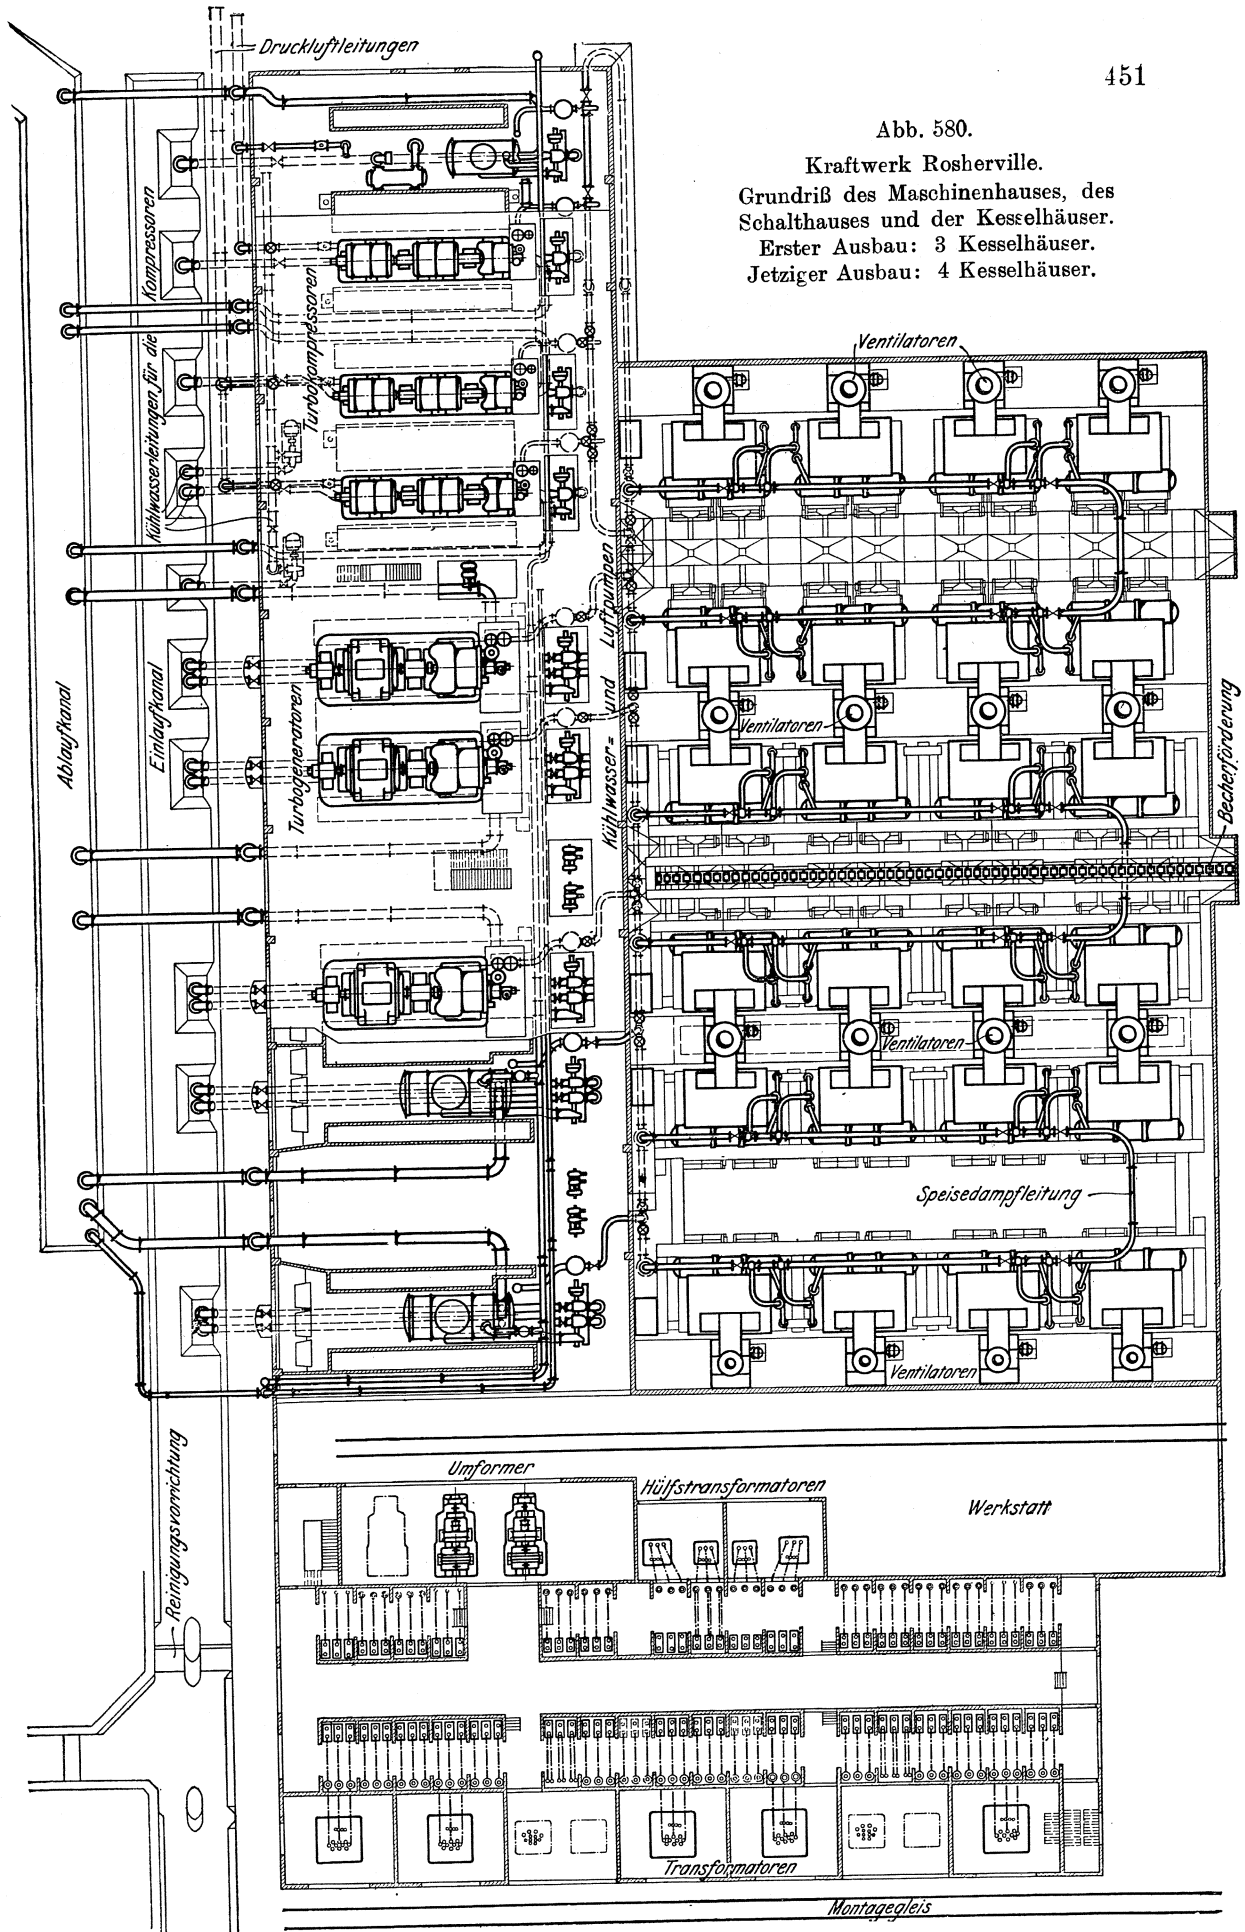 451
Abb. 580.
Kraftwerk Rosherville.
Grundriß des Maschinenhauses, des
Schalthauses und der Kesselhäuser.
Erster Ausbau: 3 Kesselhäuser.
Jetziger Ausbau: 4 Kesselhäuser.
Druckluftleitungen
Kühlwasserleitungen für die Kompressoren
Turbokompressoren
Ventilatoren
Ablaufkanal
Einlaufkanal
Turbogeneratoren
Kühlwasser= und Luftpumpen
Ventilatoren
Becherförderung
Ventilatoren
Speisedampfleitung
Ventilatoren
Reinigungsvorrichtung
Umformer
Hülfstransformatoren
Werkstatt
Transformatoren
Montagegleis